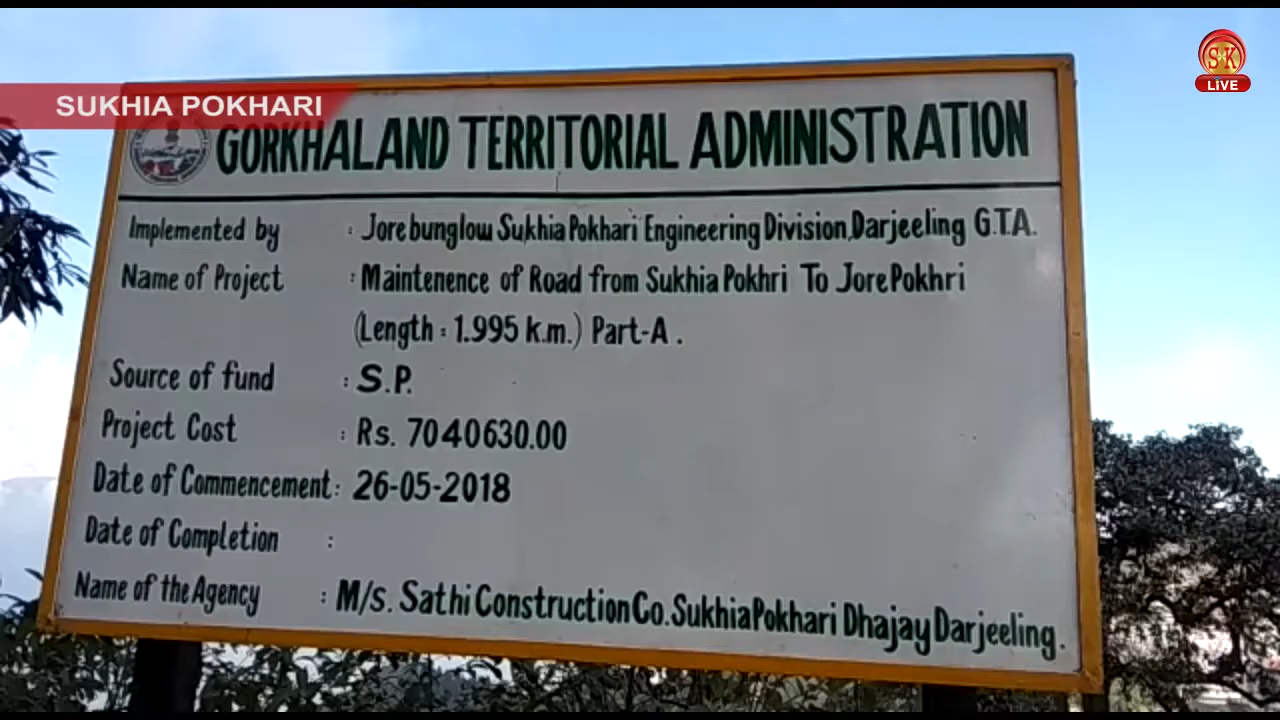 SUKHIA POKHARI
SK
LIVE
GORKHALAND TERRITORIAL ADMINISTRATION
Implemented by : Jorebunglow Sukhia Pokhari Engineering Division, Darjeeling G.T.A.
Name of Project : Maintenence of Road from Sukhia Pokhri To Jore Pokhri
(Length : 1.995 k.m.) Part-A .
Source of fund : S.P.
Project Cost : Rs. 7040630.00
Date of Commencement : 26-05-2018
Date of Completion :
Name of the Agency : M/s. Sathi Construction Co. Sukhia Pokhari Dhajay Darjeeling.